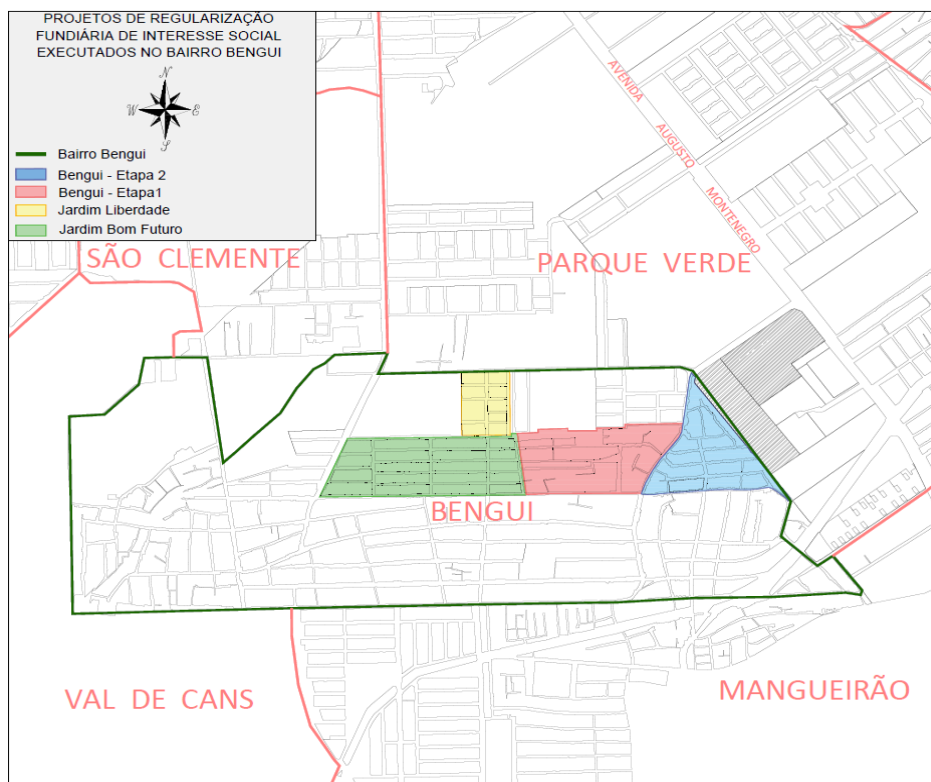 PROJETOS DE REGULARIZAÇÃO
FUNDIÁRIA DE INTERESSE SOCIAL
EXECUTADOS NO BAIRRO BENGUI
N
W E
S
Bairro Bengui
Bengui - Etapa 2
Bengui - Etapa1
Jardim Liberdade
Jardim Bom Futuro
AVENIDA AUGUSTO MONTENEGRO
SÃO CLEMENTE
PARQUE VERDE
BENGUI
VAL DE CANS
MANGUEIRÃO